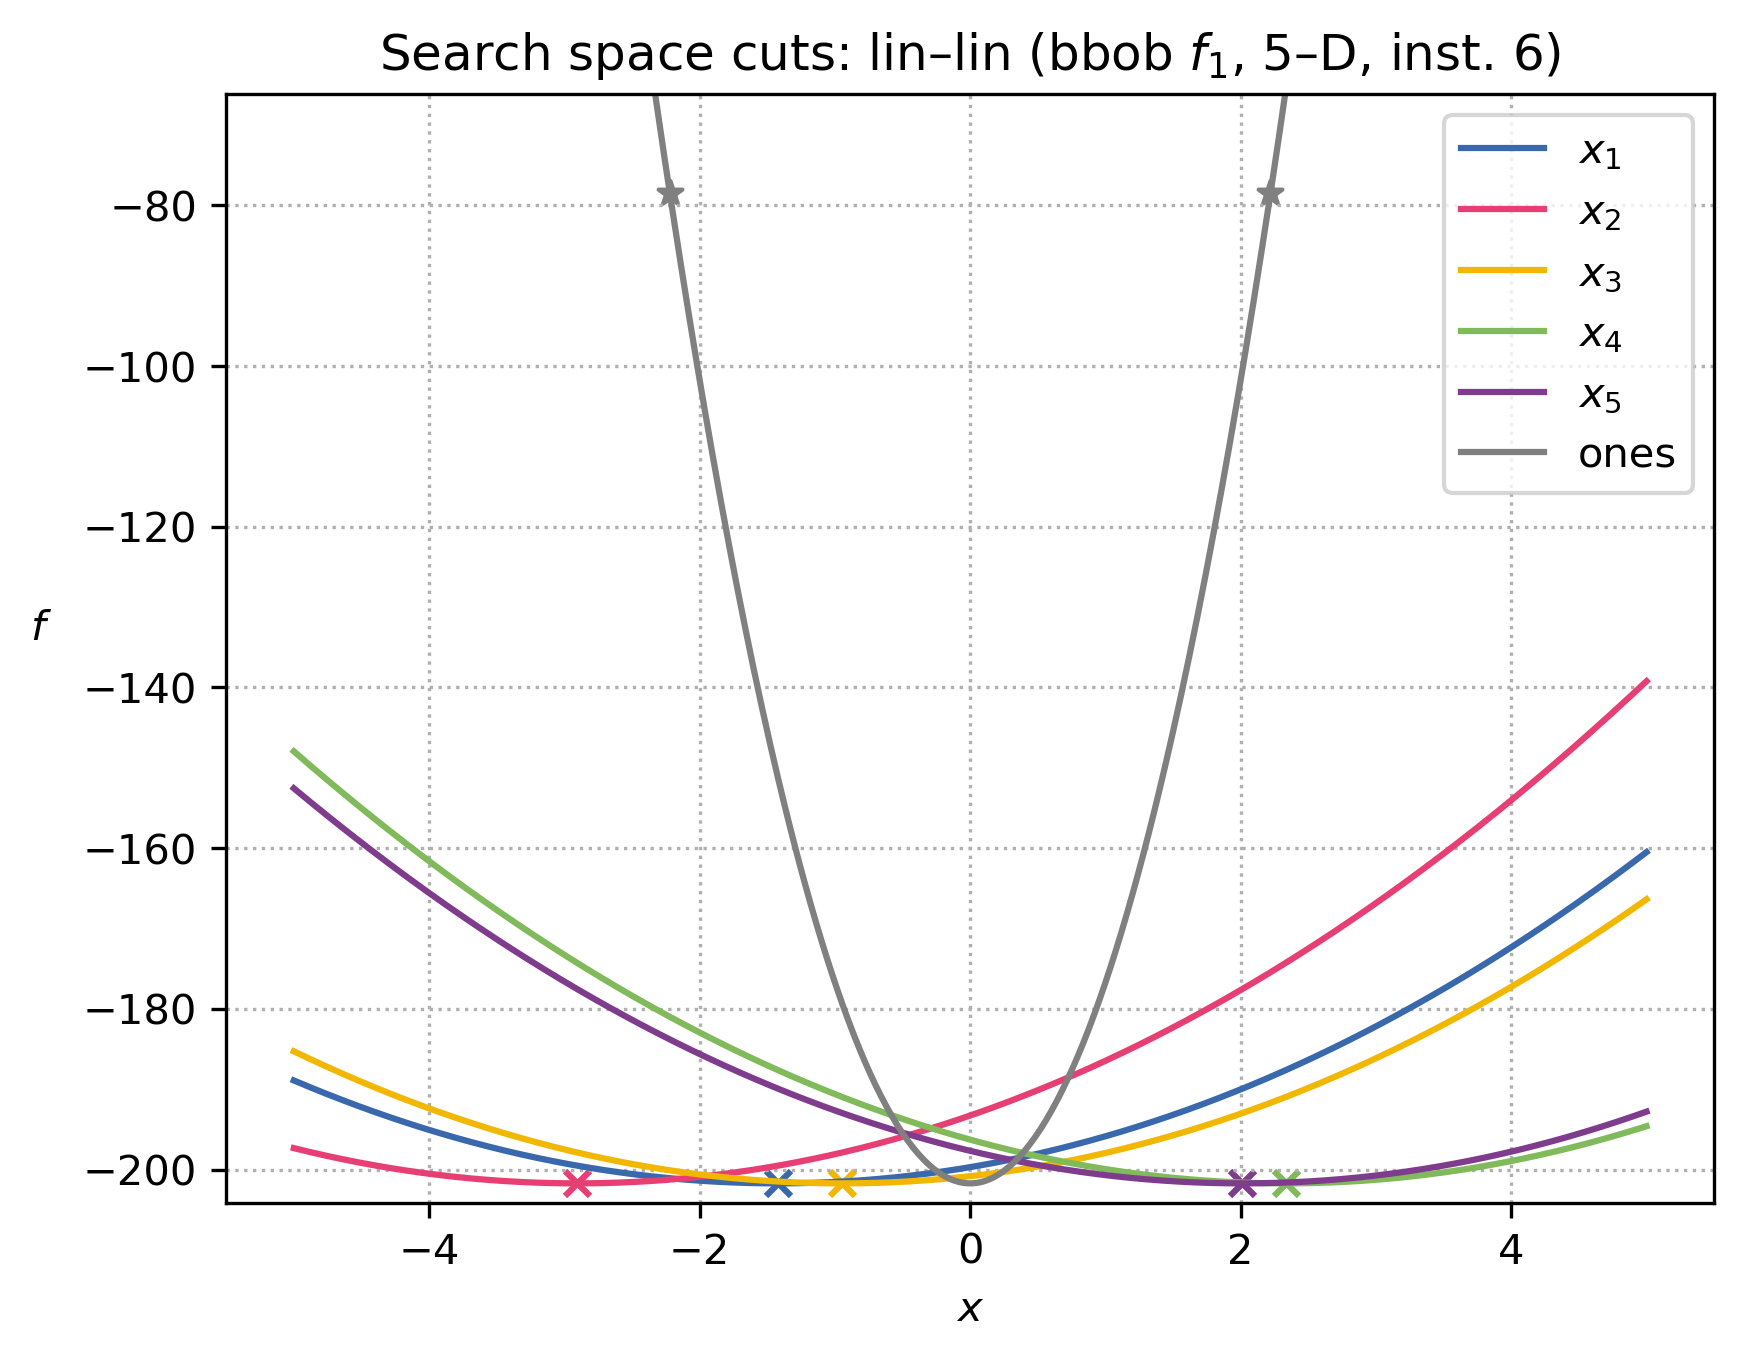 Search space cuts: lin–lin (bbob f₁, 5–D, inst. 6)
x₁
x₂
x₃
x₄
x₅
ones
−80
−100
−120
−140
−160
−180
−200
f
−4 −2 0 2 4
x